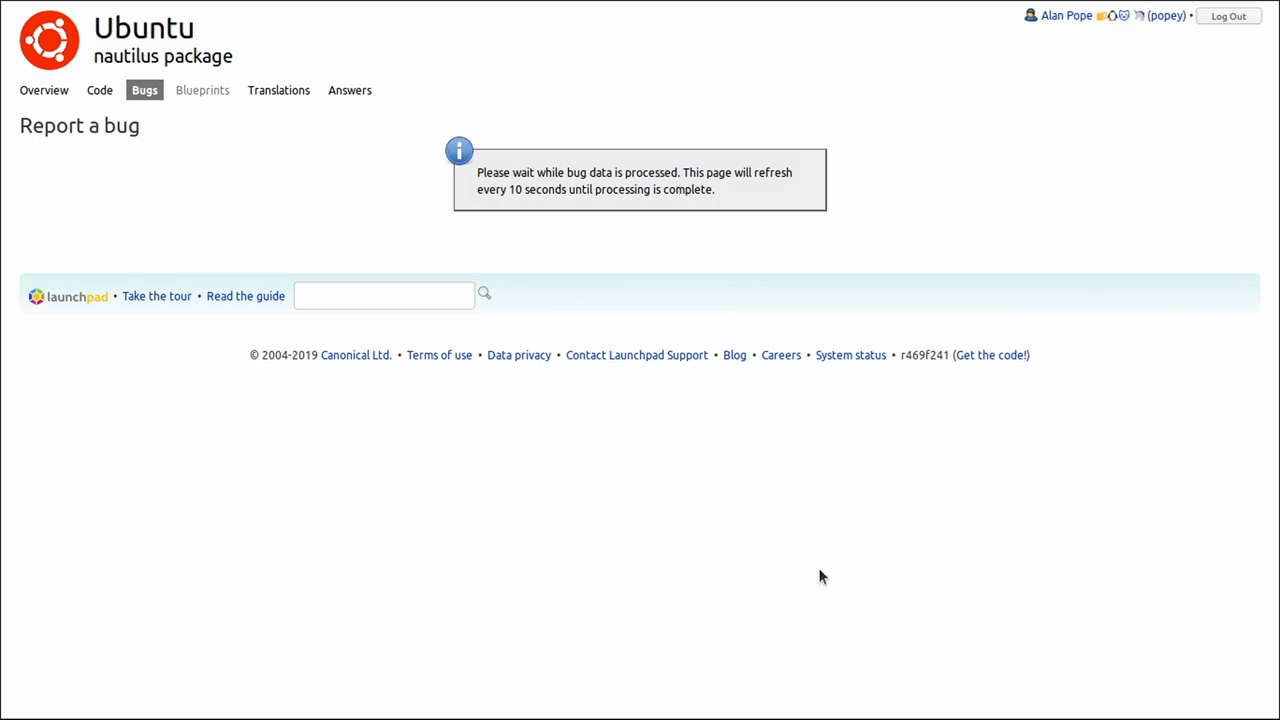 Ubuntu
nautilus package
Alan Pope (popey) • Log Out
Overview Code Bugs Blueprints Translations Answers
Report a bug
Please wait while bug data is processed. This page will refresh
every 10 seconds until processing is complete.
launchpad • Take the tour • Read the guide
© 2004-2019 Canonical Ltd. • Terms of use • Data privacy • Contact Launchpad Support • Blog • Careers • System status • r469f241 (Get the code!)